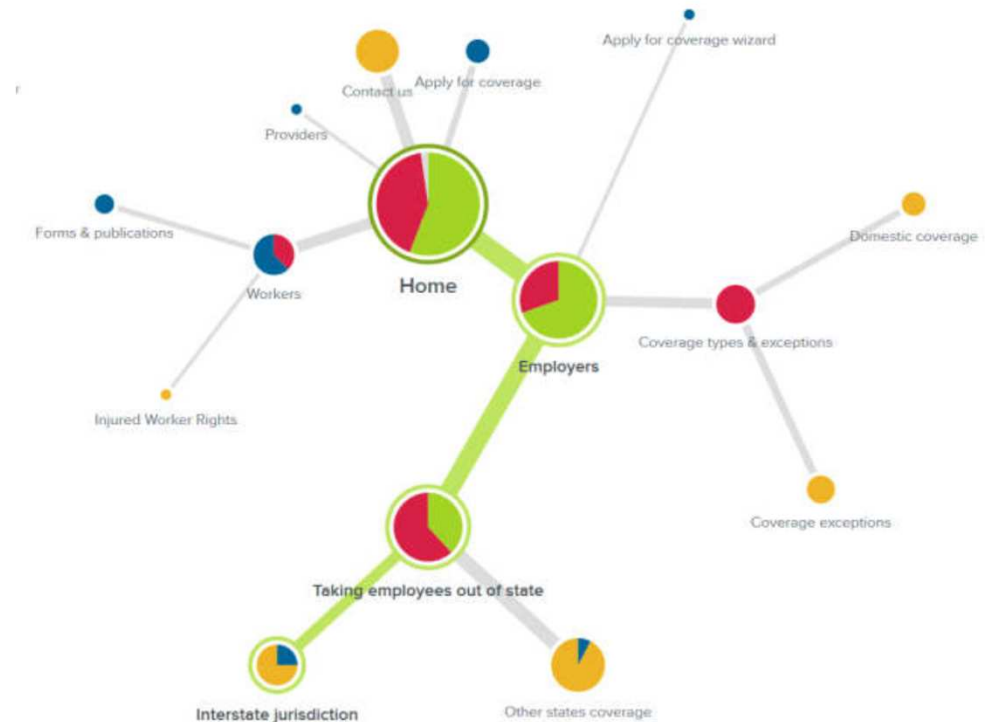 Apply for coverage wizard
Contact us
Apply for coverage
r
Providers
Forms & publications
Domestic coverage
Home
Workers
Coverage types & exceptions
Employers
Injured Worker Rights
Coverage exceptions
Taking employees out of state
Interstate jurisdiction
Other states coverage